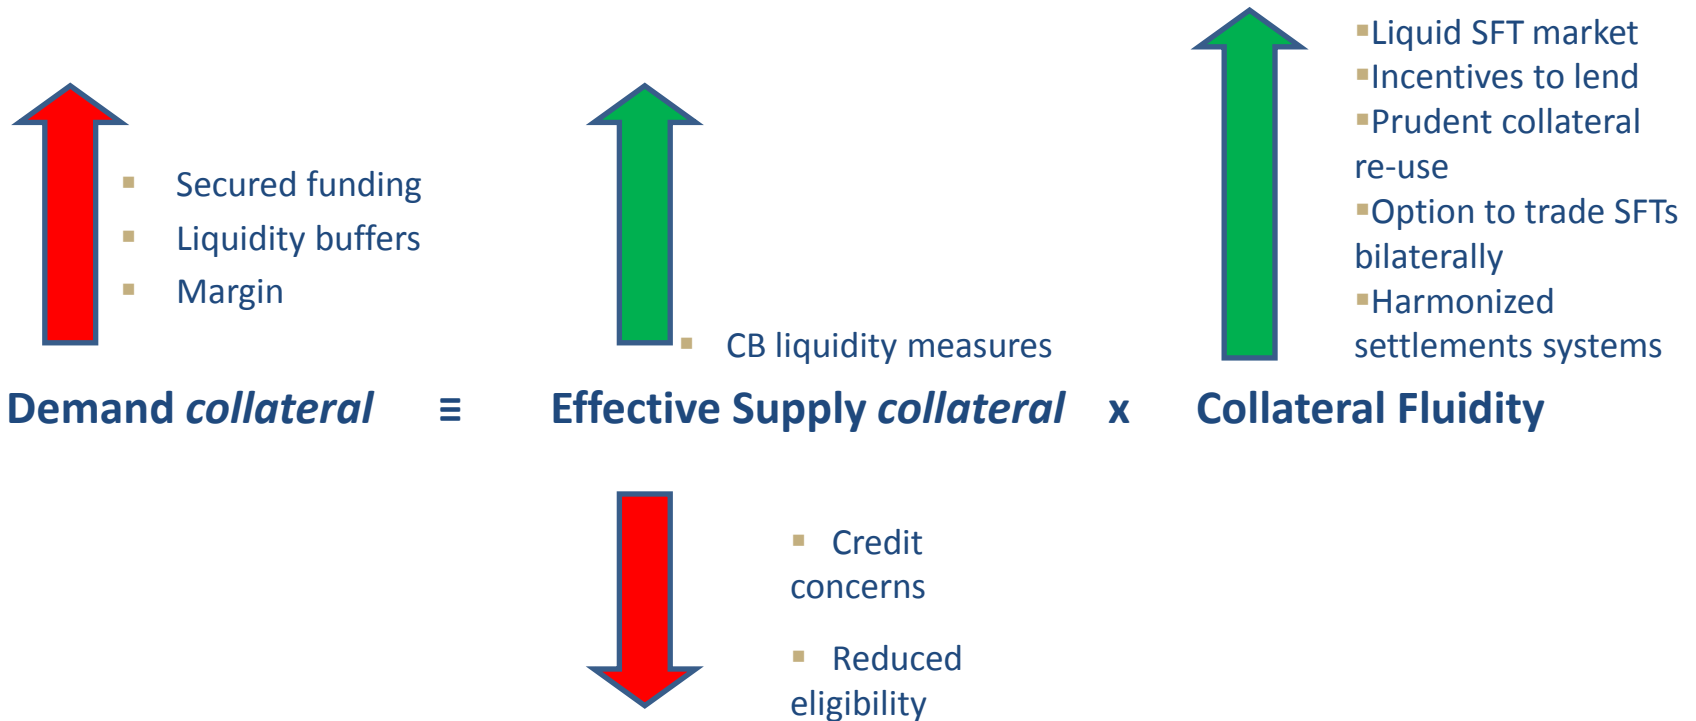 ▪ Secured funding
▪ Liquidity buffers
▪ Margin
▪ CB liquidity measures
▪Liquid SFT market
▪Incentives to lend
▪Prudent collateral
re-use
▪Option to trade SFTs
bilaterally
▪Harmonized
settlements systems
Demand collateral ≡ Effective Supply collateral x Collateral Fluidity
▪ Credit
concerns
▪ Reduced
eligibility